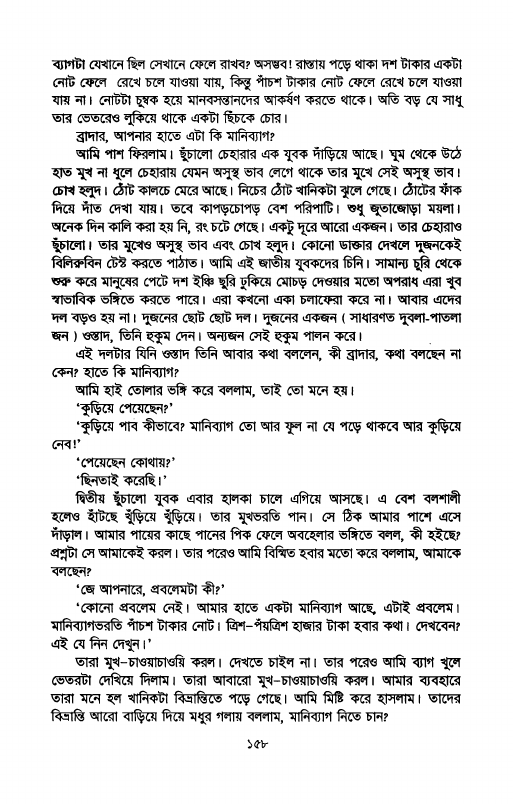 ব্যাগটা যেখানে ছিল সেখানে ফেলে রাখব? অসম্ভব! রাস্তায় পড়ে থাকা দশ টাকার একটা
নোট ফেলে রেখে চলে যাওয়া যায়, কিন্তু পাঁচশ টাকার নোট ফেলে রেখে চলে যাওয়া
যায় না। নোটটা চুম্বক হয়ে মানবসন্তানদের আকর্ষণ করতে থাকে। অতি বড় যে সাধু
তার ভেতরেও লুকিয়ে থাকে একটা ছিঁচকে চোর।
ব্রাদার, আপনার হাতে এটা কি মানিব্যাগ?
আমি পাশ ফিরলাম। ছুঁচালো চেহারার এক যুবক দাঁড়িয়ে আছে। ঘুম থেকে উঠে
হাত মুখ না ধুলে চেহারায় যেমন অসুস্থ ভাব লেগে থাকে তার মুখে সেই অসুস্থ ভাব।
চোখ হলুদ। ঠোঁট কালচে মেরে আছে। নিচের ঠোঁট খানিকটা ঝুলে গেছে। ঠোঁটের ফাঁক
দিয়ে দাঁত দেখা যায়। তবে কাপড়চোপড় বেশ পরিপাটি। শুধু জুতাজোড়া ময়লা।
অনেক দিন কালি করা হয় নি, রং চটে গেছে। একটু দূরে আরো একজন। তার চেহারাও
ছুঁচালো। তার মুখেও অসুস্থ ভাব এবং চোখ হলুদ। কোনো ডাক্তার দেখলে দুজনকেই
বিলিরুবিন টেস্ট করতে পাঠাত। আমি এই জাতীয় যুবকদের চিনি। সামান্য চুরি থেকে
শুরু করে মানুষের পেটে দশ ইঞ্চি ছুরি ঢুকিয়ে মোচড় দেওয়ার মতো অপরাধ এরা খুব
স্বাভাবিক ভঙ্গিতে করতে পারে। এরা কখনো একা চলাফেরা করে না। আবার এদের
দল বড়ও হয় না। দুজনের ছোট ছোট দল। দুজনের একজন ( সাধারণত দুবলা-পাতলা
জন ) ওস্তাদ, তিনি হুকুম দেন। অন্যজন সেই হুকুম পালন করে।
এই দলটার যিনি ওস্তাদ তিনি আবার কথা বললেন, কী ব্রাদার, কথা বলছেন না
কেন? হাতে কি মানিব্যাগ?
আমি হাই তোলার ভঙ্গি করে বললাম, তাই তো মনে হয়।
‘কুড়িয়ে পেয়েছেন?’
‘কুড়িয়ে পাব কীভাবে? মানিব্যাগ তো আর ফুল না যে পড়ে থাকবে আর কুড়িয়ে
নেব!’
‘পেয়েছেন কোথায়?’
‘ছিনতাই করেছি।’
দ্বিতীয় ছুঁচালো যুবক এবার হালকা চালে এগিয়ে আসছে। এ বেশ বলশালী
হলেও হাঁটছে খুঁড়িয়ে খুঁড়িয়ে। তার মুখভরতি পান। সে ঠিক আমার পাশে এসে
দাঁড়াল। আমার পায়ের কাছে পানের পিক ফেলে অবহেলার ভঙ্গিতে বলল, কী হইছে?
প্রশ্নটা সে আমাকেই করল। তার পরেও আমি বিস্মিত হবার মতো করে বললাম, আমাকে
বলছেন?
‘জে আপনারে, প্রবলেমটা কী?’
‘কোনো প্রবলেম নেই। আমার হাতে একটা মানিব্যাগ আছে, এটাই প্রবলেম।
মানিব্যাগভরতি পাঁচশ টাকার নোট। ত্রিশ–পঁয়ত্রিশ হাজার টাকা হবার কথা। দেখবেন?
এই যে নিন দেখুন।’
তারা মুখ–চাওয়াচাওয়ি করল। দেখতে চাইল না। তার পরেও আমি ব্যাগ খুলে
ভেতরটা দেখিয়ে দিলাম। তারা আবারো মুখ–চাওয়াচাওয়ি করল। আমার ব্যবহারে
তারা মনে হল খানিকটা বিভ্রান্তিতে পড়ে গেছে। আমি মিষ্টি করে হাসলাম। তাদের
বিভ্রান্তি আরো বাড়িয়ে দিয়ে মধুর গলায় বললাম, মানিব্যাগ নিতে চান?
১৫৮